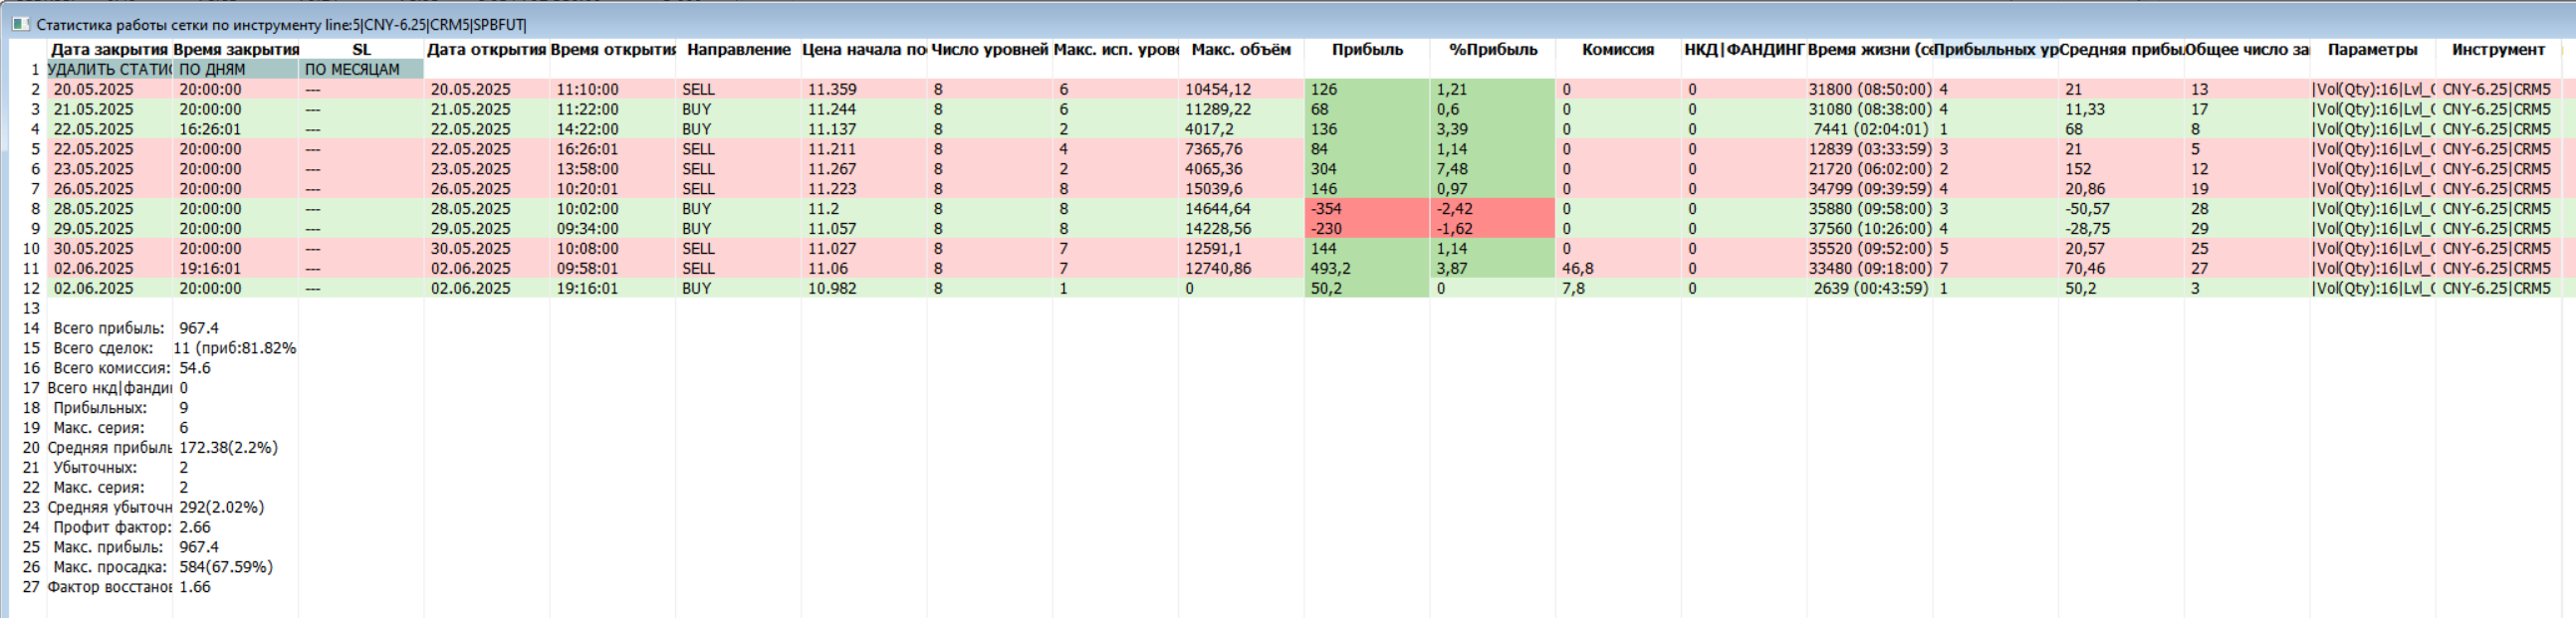 Статистика работы сетки по инструменту line:5|CNY-6.25|CRM5|SPBFUT|
Дата закрытия Время закрытия SL Дата открытия Время открытия Направление Цена начала по Число уровней Макс. исп. урове Макс. объём Прибыль %Прибыль Комиссия НКД|ФАНДИНГ Время жизни (се Прибыльных ур Средняя прибы Общее число за Параметры Инструмент
1 УДАЛИТЬ СТАТИС ПО ДНЯМ ПО МЕСЯЦАМ
2 20.05.2025 20:00:00 --- 20.05.2025 11:10:00 SELL 11.359 8 6 10454,12 126 1,21 0 0 31800 (08:50:00) 4 21 13 |Vol(Qty):16|Lvl_( CNY-6.25|CRM5
3 21.05.2025 20:00:00 --- 21.05.2025 11:22:00 BUY 11.244 8 6 11289,22 68 0,6 0 0 31080 (08:38:00) 4 11,33 17 |Vol(Qty):16|Lvl_( CNY-6.25|CRM5
4 22.05.2025 16:26:01 --- 22.05.2025 14:22:00 BUY 11.137 8 2 4017,2 136 3,39 0 0 7441 (02:04:01) 1 68 8 |Vol(Qty):16|Lvl_( CNY-6.25|CRM5
5 22.05.2025 20:00:00 --- 22.05.2025 16:26:01 SELL 11.211 8 4 7365,76 84 1,14 0 0 12839 (03:33:59) 3 21 5 |Vol(Qty):16|Lvl_( CNY-6.25|CRM5
6 23.05.2025 20:00:00 --- 23.05.2025 13:58:00 SELL 11.267 8 2 4065,36 304 7,48 0 0 21720 (06:02:00) 2 152 12 |Vol(Qty):16|Lvl_( CNY-6.25|CRM5
7 26.05.2025 20:00:00 --- 26.05.2025 10:20:01 SELL 11.223 8 8 15039,6 146 0,97 0 0 34799 (09:39:59) 4 20,86 19 |Vol(Qty):16|Lvl_( CNY-6.25|CRM5
8 28.05.2025 20:00:00 --- 28.05.2025 10:02:00 BUY 11.2 8 8 14644,64 -354 -2,42 0 0 35880 (09:58:00) 3 -50,57 28 |Vol(Qty):16|Lvl_( CNY-6.25|CRM5
9 29.05.2025 20:00:00 --- 29.05.2025 09:34:00 BUY 11.057 8 8 14228,56 -230 -1,62 0 0 37560 (10:26:00) 4 -28,75 29 |Vol(Qty):16|Lvl_( CNY-6.25|CRM5
10 30.05.2025 20:00:00 --- 30.05.2025 10:08:00 SELL 11.027 8 7 12591,1 144 1,14 0 0 35520 (09:52:00) 5 20,57 25 |Vol(Qty):16|Lvl_( CNY-6.25|CRM5
11 02.06.2025 19:16:01 --- 02.06.2025 09:58:01 SELL 11.06 8 7 12740,86 493,2 3,87 46,8 0 33480 (09:18:00) 7 70,46 27 |Vol(Qty):16|Lvl_( CNY-6.25|CRM5
12 02.06.2025 20:00:00 --- 02.06.2025 19:16:01 BUY 10.982 8 1 0 50,2 0 7,8 0 2639 (00:43:59) 1 50,2 3 |Vol(Qty):16|Lvl_( CNY-6.25|CRM5
13
14 Всего прибыль: 967.4
15 Всего сделок: 11 (приб:81.82%
16 Всего комиссия: 54.6
17 Всего нкд|фандин 0
18 Прибыльных: 9
19 Макс. серия: 6
20 Средняя прибыль 172.38(2.2%)
21 Убыточных: 2
22 Макс. серия: 2
23 Средняя убыточн 292(2.02%)
24 Профит фактор: 2.66
25 Макс. прибыль: 967.4
26 Макс. просадка: 584(67.59%)
27 Фактор восстанов 1.66